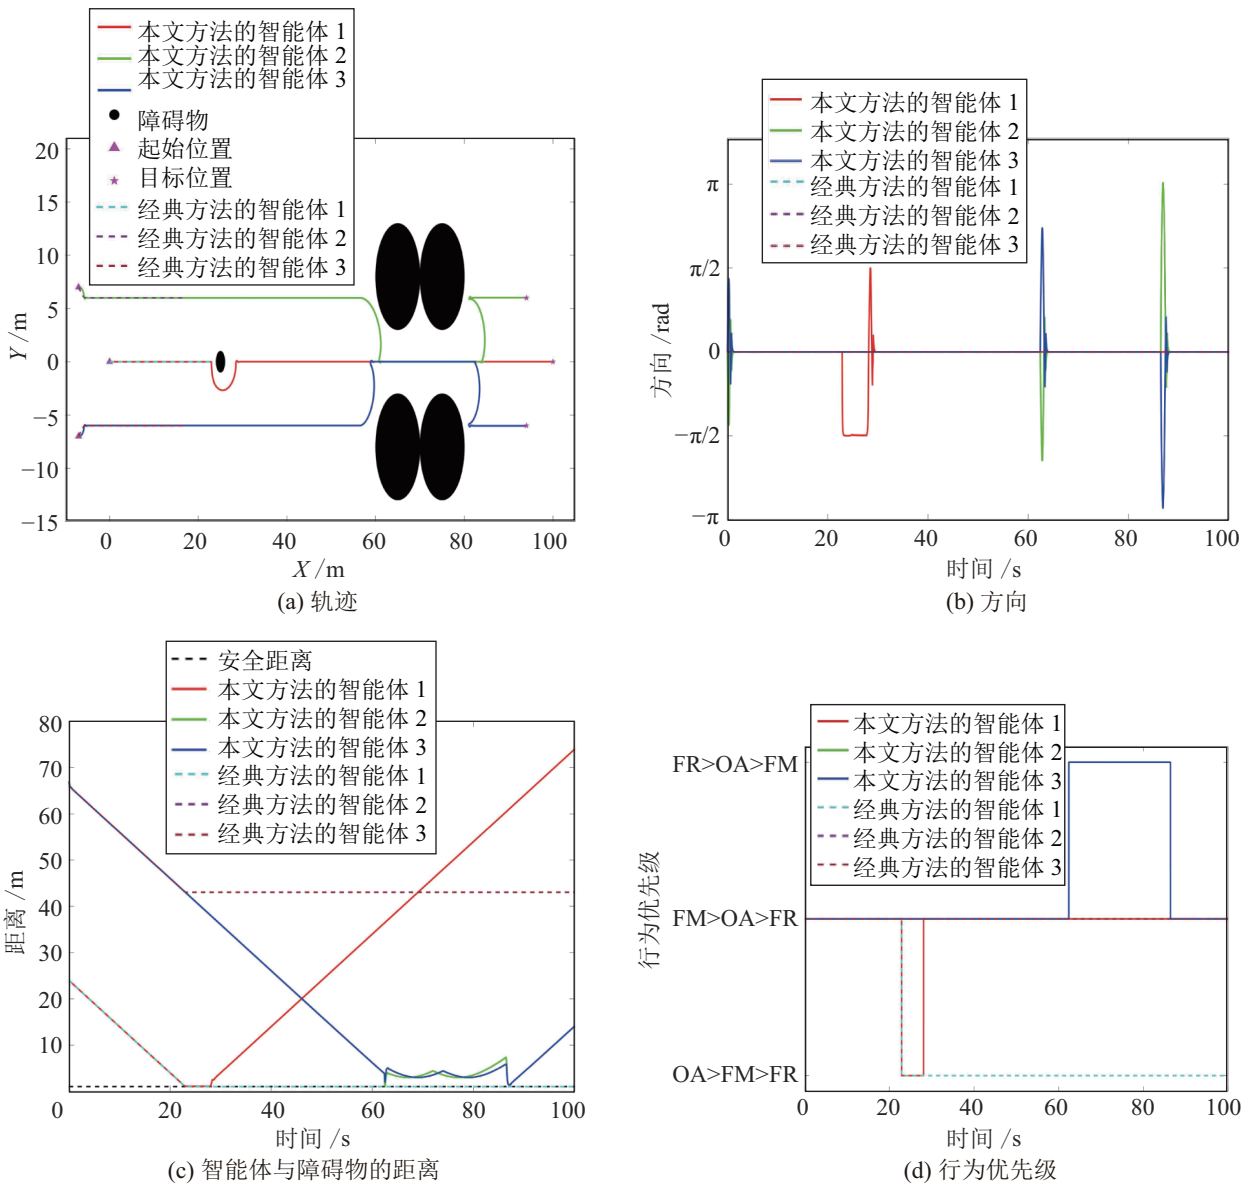 本文方法的智能体 1
本文方法的智能体 2
本文方法的智能体 3
障碍物
起始位置
目标位置
经典方法的智能体 1
经典方法的智能体 2
经典方法的智能体 3
20
15
10
5
0
−5
−10
−15
Y /m
0
20
40
60
80
100
X /m
(a) 轨迹
本文方法的智能体 1
本文方法的智能体 2
本文方法的智能体 3
经典方法的智能体 1
经典方法的智能体 2
经典方法的智能体 3
π
π/2
0
−π/2
−π
方向 /rad
0
20
40
60
80
100
时间 /s
(b) 方向
安全距离
本文方法的智能体 1
本文方法的智能体 2
本文方法的智能体 3
经典方法的智能体 1
经典方法的智能体 2
经典方法的智能体 3
80
70
60
50
40
30
20
10
距离 /m
0
20
40
60
80
100
时间 /s
(c) 智能体与障碍物的距离
本文方法的智能体 1
本文方法的智能体 2
本文方法的智能体 3
经典方法的智能体 1
经典方法的智能体 2
经典方法的智能体 3
FR>OA>FM
FM>OA>FR
OA>FM>FR
行为优先级
0
20
40
60
80
100
时间 /s
(d) 行为优先级